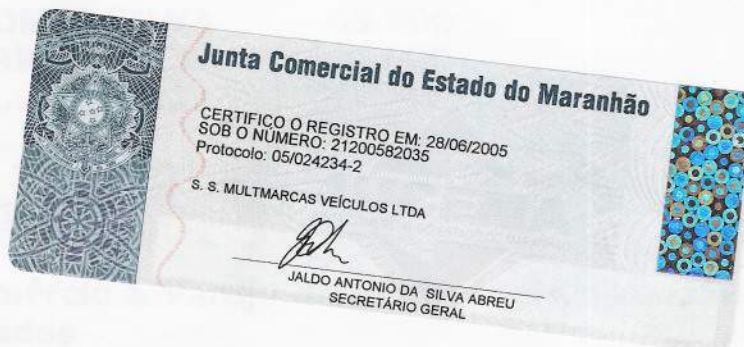 Junta Comercial do Estado do Maranhão
CERTIFICO O REGISTRO EM: 28/06/2005
SOB O NÚMERO: 21200582035
Protocolo: 05/024234-2
S. S. MULTMARCAS VEÍCULOS LTDA
JALDO ANTONIO DA SILVA ABREU
SECRETÁRIO GERAL